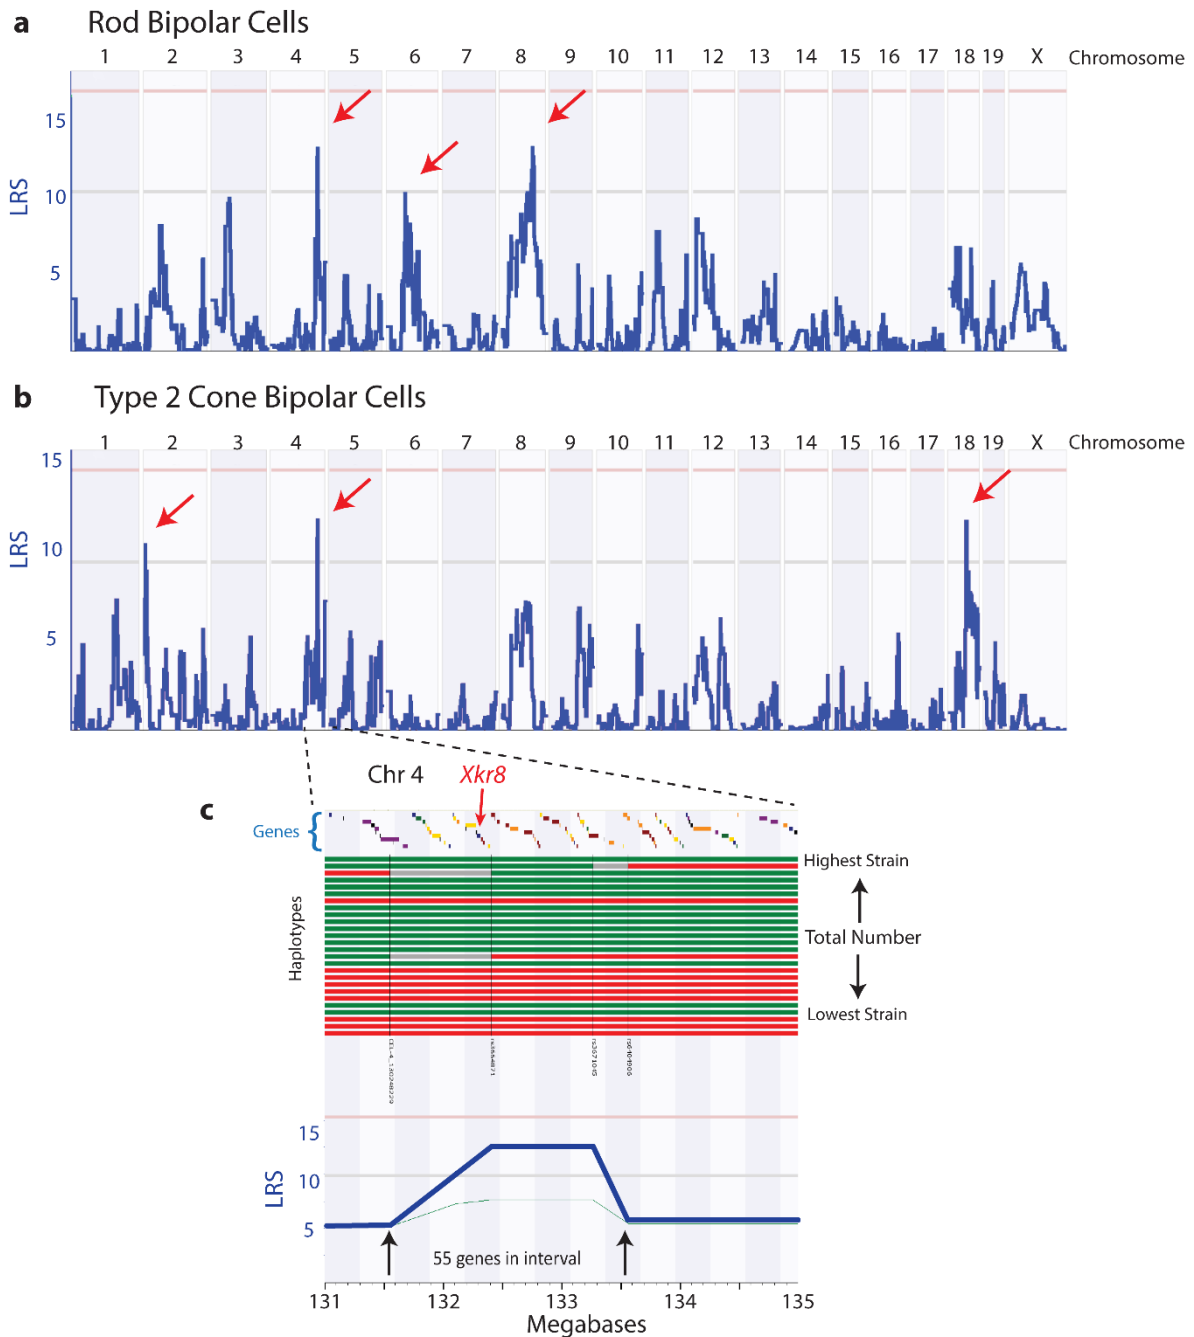 a Rod Bipolar Cells
1 2 3 4 5 6 7 8 9 10 11 12 13 14 15 16 17 18 19 X Chromosome
15
10
5
LRS
b Type 2 Cone Bipolar Cells
1 2 3 4 5 6 7 8 9 10 11 12 13 14 15 16 17 18 19 X Chromosome
15
10
5
LRS
c Chr 4 Xkr8
Genes
Haplotypes
Highest Strain
Total Number
Lowest Strain
rs3664871
rs3671045
15
10
5
LRS
55 genes in interval
131 132 133 134 135
Megabases